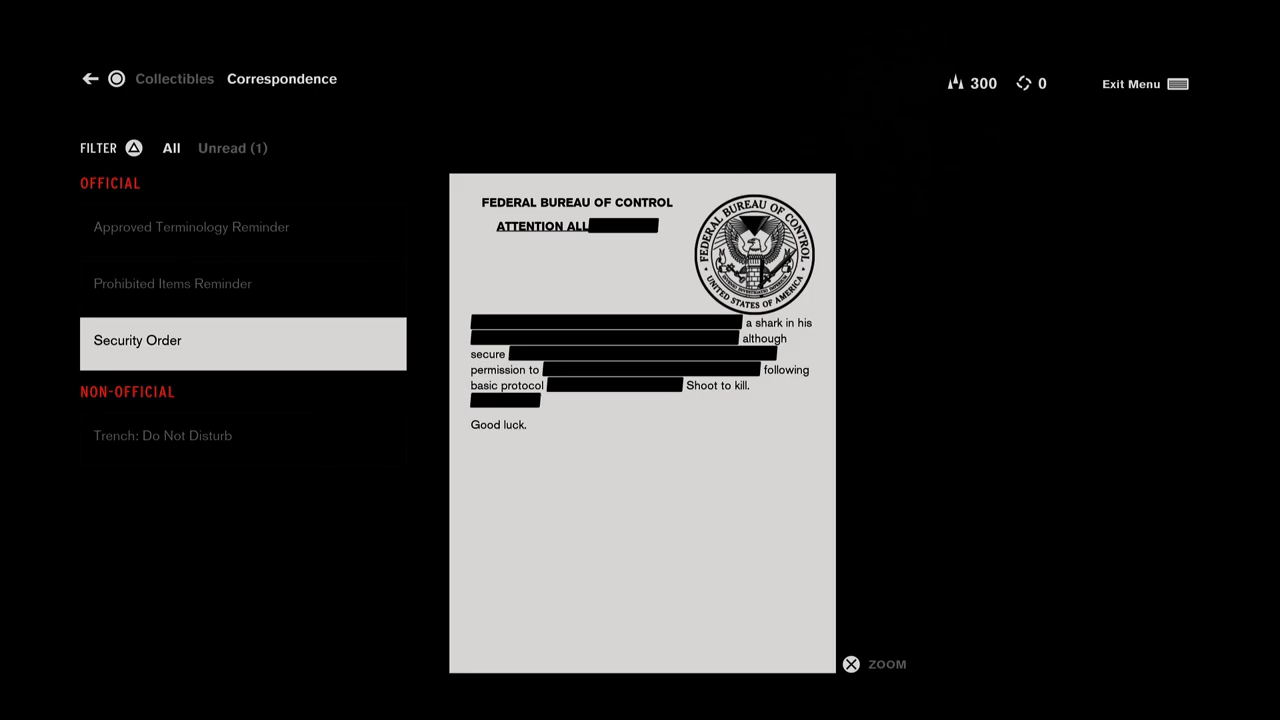 Collectibles Correspondence
300 0 Exit Menu
FILTER All Unread (1)
OFFICIAL
Approved Terminology Reminder
Prohibited Items Reminder
Security Order
NON-OFFICIAL
Trench: Do Not Disturb
FEDERAL BUREAU OF CONTROL
ATTENTION ALL
FEDERAL BUREAU OF CONTROL
UNITED STATES OF AMERICA
a shark in his
although
secure
permission to following
basic protocol Shoot to kill.
Good luck.
ZOOM